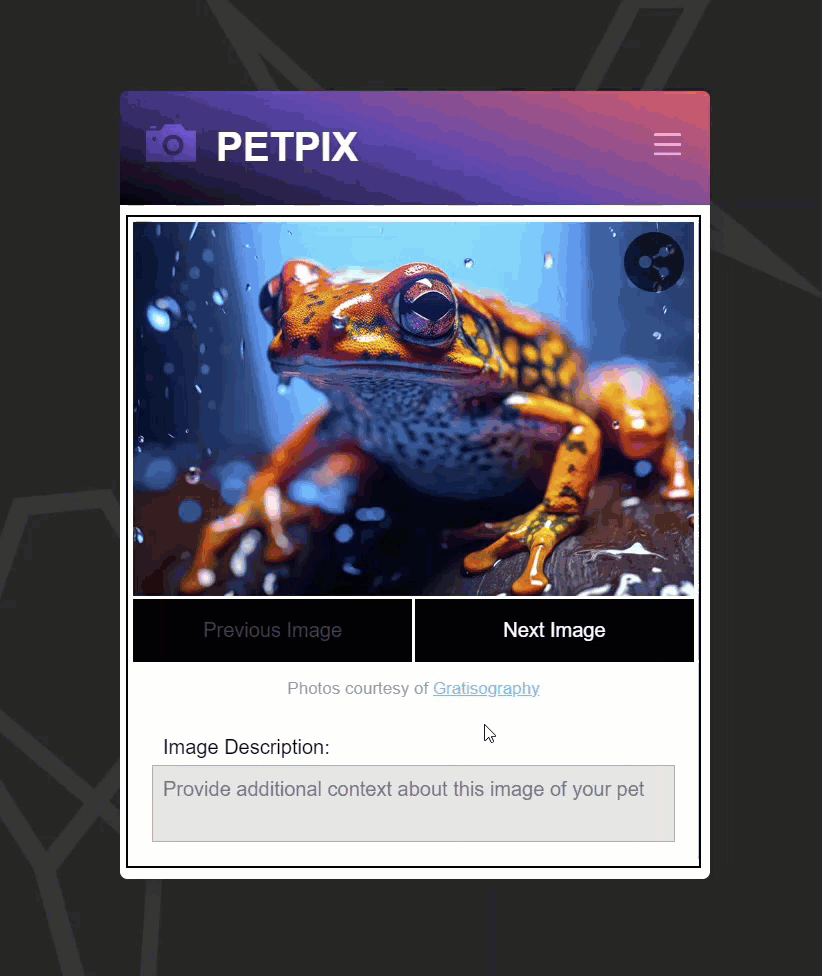 PETPIX
Previous Image
Next Image
Photos courtesy of Gratisography
Image Description:
Provide additional context about this image of your pet